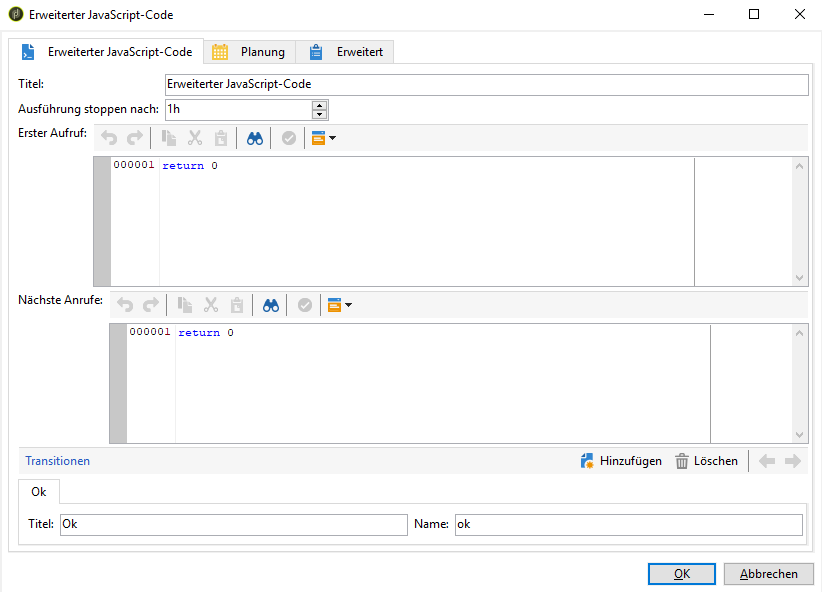 Erweiterter JavaScript-Code
Erweiterter JavaScript-Code Planung Erweitert
Titel: Erweiterter JavaScript-Code
Ausführung stoppen nach: 1h
Erster Aufruf:
000001 return 0
Nächste Anrufe:
000001 return 0
Transitionen Hinzufügen Löschen
Ok
Titel: Ok Name: ok
OK Abbrechen